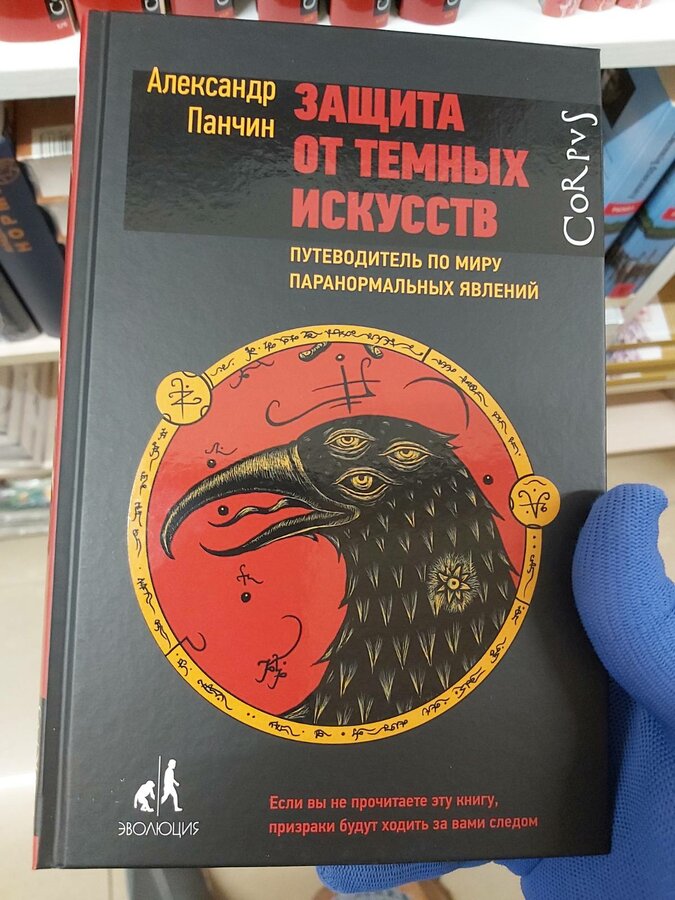 Александр
Панчин
ЗАЩИТА
ОТ ТЕМНЫХ
ИСКУССТВ
ПУТЕВОДИТЕЛЬ ПО МИРУ
ПАРАНОРМАЛЬНЫХ ЯВЛЕНИЙ
CORPVS
Если вы не прочитаете эту книгу,
призраки будут ходить за вами следом
ЭВОЛЮЦИЯ